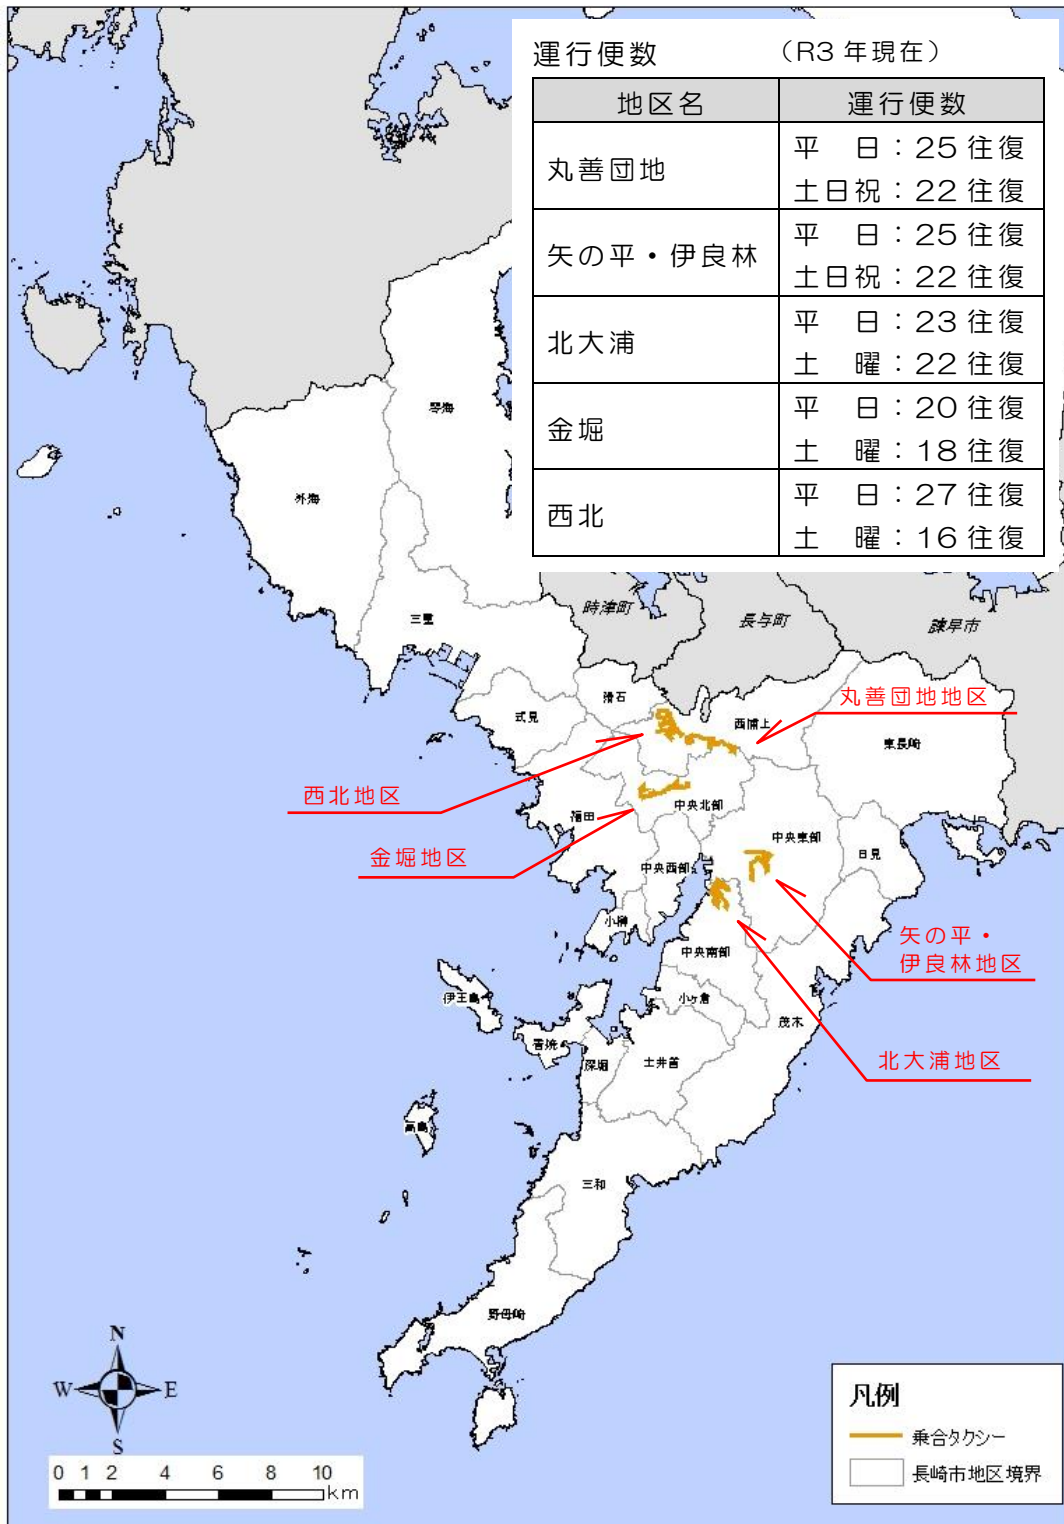 運行便数　（R3 年現在）
地区名　運行便数
丸善団地　平　日：25 往復
土日祝：22 往復
矢の平・伊良林　平　日：25 往復
土日祝：22 往復
北大浦　平　日：23 往復
土　曜：22 往復
金堀　平　日：20 往復
土　曜：18 往復
西北　平　日：27 往復
土　曜：16 往復
琴海
外海
三重
時津町
長与町
諫早市
滑石
式見
西浦上
丸善団地地区
東長崎
西北地区
福田
中央北部
金堀地区
中央東部
日見
中央西部
小榊
矢の平・
伊良林地区
中央南部
伊王島
小ヶ倉
茂木
香焼
深堀
土井首
北大浦地区
高島
三和
野母崎
N
W
E
S
0 1 2 4 6 8 10
km
凡例
乗合タクシー
長崎市地区境界